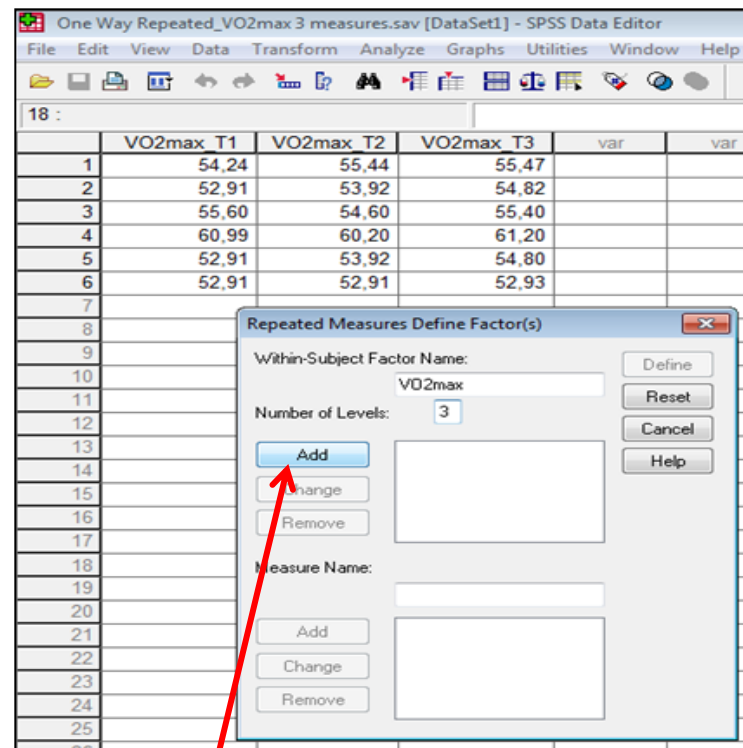 One Way Repeated_VO2max 3 measures.sav [DataSet1] - SPSS Data Editor
File Edit View Data Transform Analyze Graphs Utilities Window Help
18 :
VO2max_T1 VO2max_T2 VO2max_T3 var var
1 54,24 55,44 55,47
2 52,91 53,92 54,82
3 55,60 54,60 55,40
4 60,99 60,20 61,20
5 52,91 53,92 54,80
6 52,91 52,91 52,93
7
8
9
10
11
12
13
14
15
16
17
18
19
20
21
22
23
24
25
Repeated Measures Define Factor(s)
Within-Subject Factor Name:
VO2max
Number of Levels: 3
Add
Change
Remove
Define
Reset
Cancel
Help
Measure Name:
Add
Change
Remove